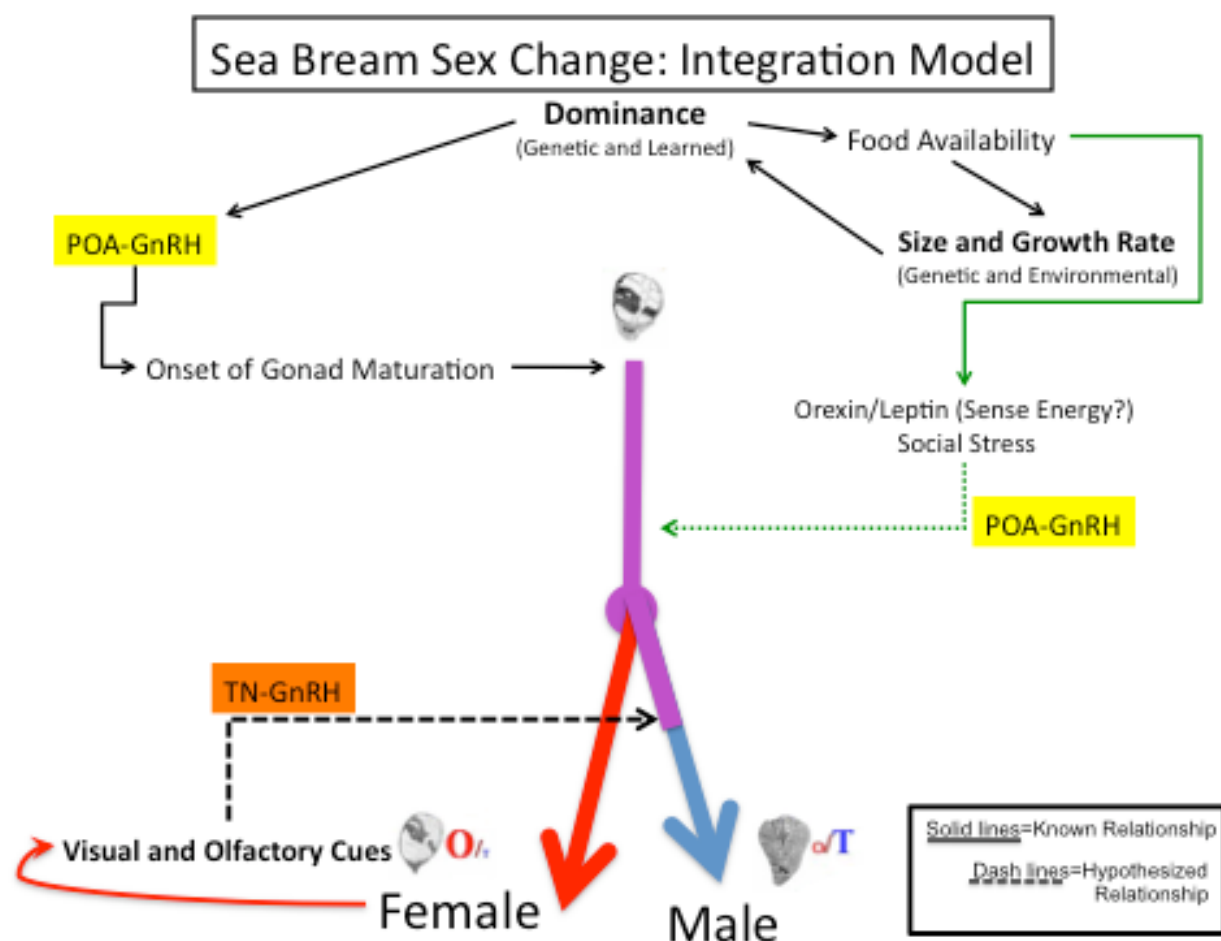 Sea Bream Sex Change: Integration Model
Dominance
(Genetic and Learned)
Food Availability
POA-GnRH
Size and Growth Rate
(Genetic and Environmental)
Onset of Gonad Maturation
Orexin/Leptin (Sense Energy?)
Social Stress
POA-GnRH
TN-GnRH
Visual and Olfactory Cues
O/T
O/T
Female
Male
Solid lines=Known Relationship
Dash lines=Hypothesized
Relationship